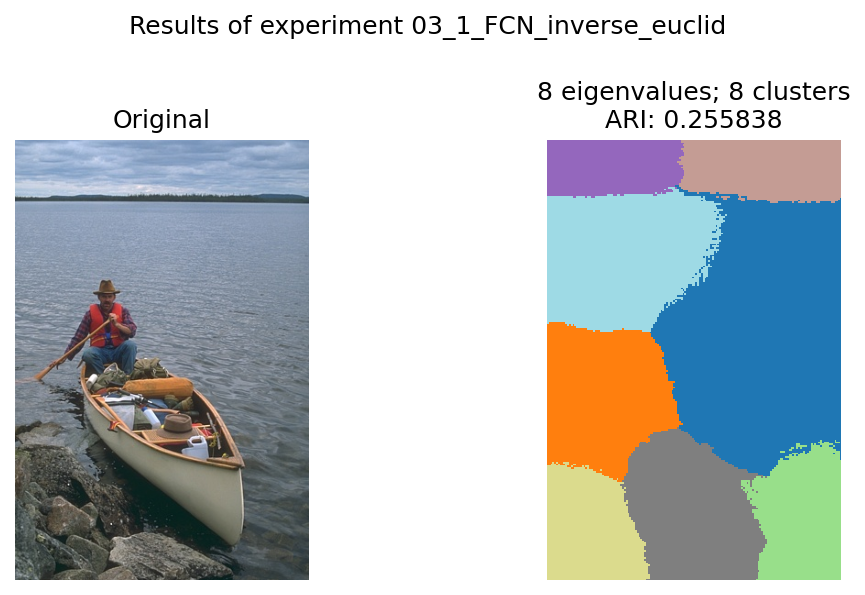 Results of experiment 03_1_FCN_inverse_euclid
Original
8 eigenvalues; 8 clusters
ARI: 0.255838